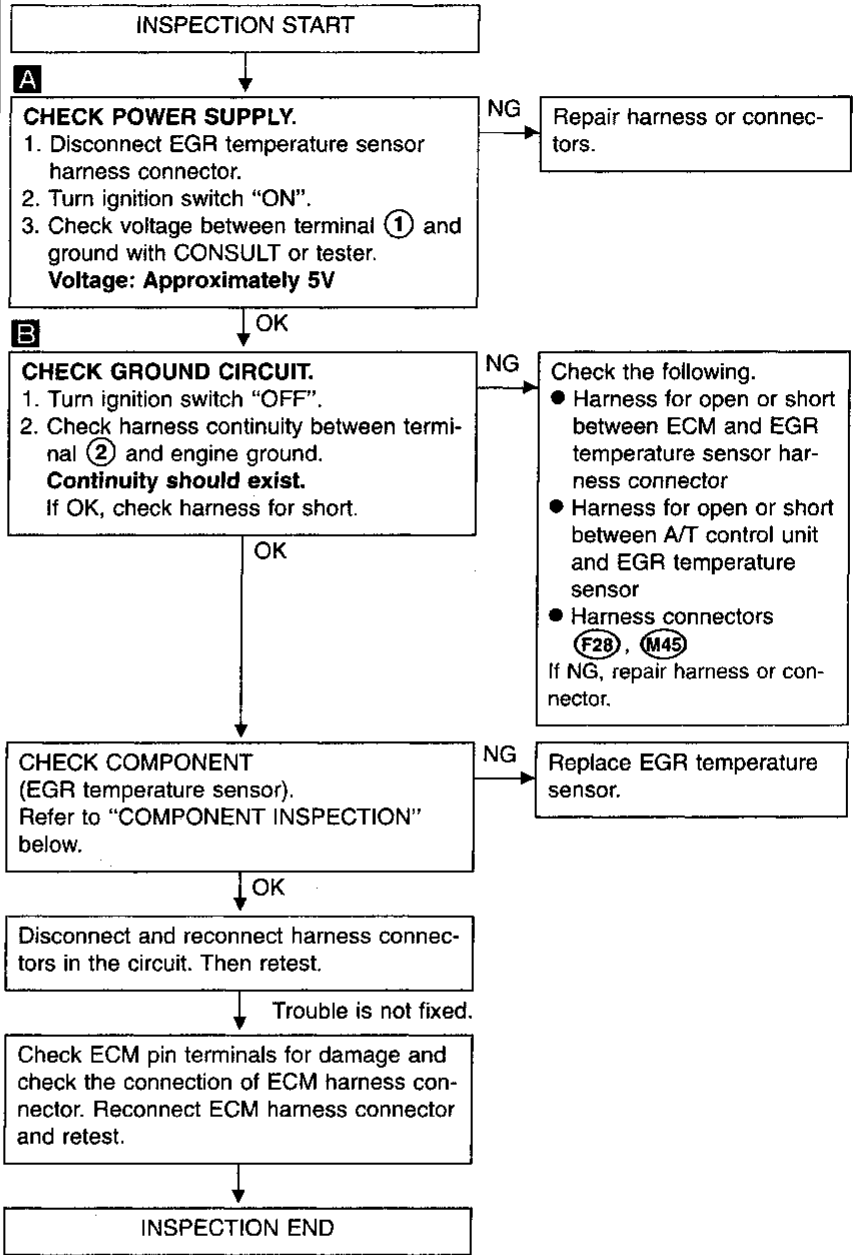 INSPECTION START
A
CHECK POWER SUPPLY.
1. Disconnect EGR temperature sensor
harness connector.
2. Turn ignition switch “ON”.
3. Check voltage between terminal ① and
ground with CONSULT or tester.
Voltage: Approximately 5V
NG
Repair harness or connec-
tors.
OK
B
CHECK GROUND CIRCUIT.
1. Turn ignition switch “OFF”.
2. Check harness continuity between termi-
nal ② and engine ground.
Continuity should exist.
If OK, check harness for short.
NG
Check the following.
● Harness for open or short
between ECM and EGR
temperature sensor har-
ness connector
● Harness for open or short
between A/T control unit
and EGR temperature
sensor
● Harness connectors
F28, M45
If NG, repair harness or con-
nector.
OK
CHECK COMPONENT
(EGR temperature sensor).
Refer to “COMPONENT INSPECTION”
below.
NG
Replace EGR temperature
sensor.
OK
Disconnect and reconnect harness connec-
tors in the circuit. Then retest.
Trouble is not fixed.
Check ECM pin terminals for damage and
check the connection of ECM harness con-
nector. Reconnect ECM harness connector
and retest.
INSPECTION END